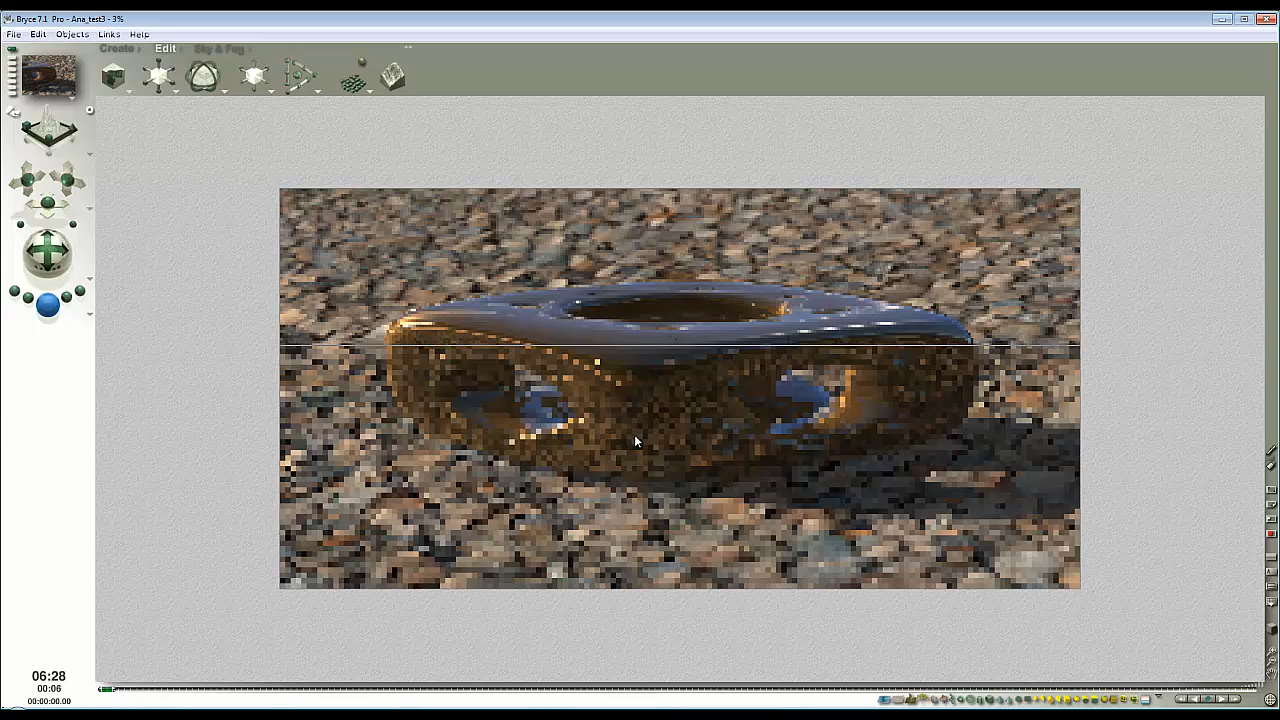 Bryce 7.1 Pro - Ana_test3 - 3%
File Edit Objects Links Help
Create Edit Sky & Fog
06:28
00:06
00:00:00.00